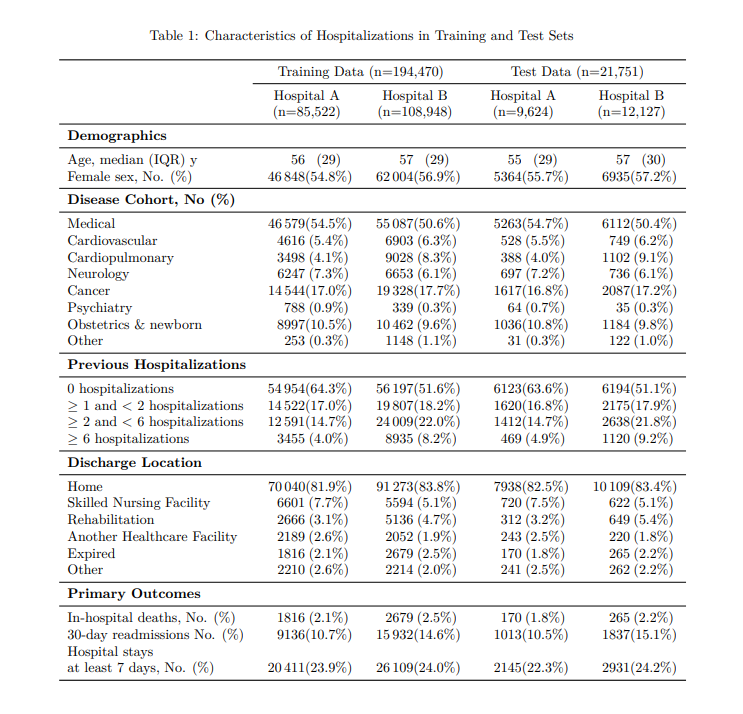 Table 1: Characteristics of Hospitalizations in Training and Test Sets
Training Data (n=194,470) Test Data (n=21,751)
Hospital A Hospital B Hospital A Hospital B
(n=85,522) (n=108,948) (n=9,624) (n=12,127)
Demographics
Age, median (IQR) y 56 (29) 57 (29) 55 (29) 57 (30)
Female sex, No. (%) 46 848(54.8%) 62 004(56.9%) 5364(55.7%) 6935(57.2%)
Disease Cohort, No (%)
Medical 46 579(54.5%) 55 087(50.6%) 5263(54.7%) 6112(50.4%)
Cardiovascular 4616 (5.4%) 6903 (6.3%) 528 (5.5%) 749 (6.2%)
Cardiopulmonary 3498 (4.1%) 9028 (8.3%) 388 (4.0%) 1102 (9.1%)
Neurology 6247 (7.3%) 6653 (6.1%) 697 (7.2%) 736 (6.1%)
Cancer 14 544(17.0%) 19 328(17.7%) 1617(16.8%) 2087(17.2%)
Psychiatry 788 (0.9%) 339 (0.3%) 64 (0.7%) 35 (0.3%)
Obstetrics & newborn 8997(10.5%) 10 462 (9.6%) 1036(10.8%) 1184 (9.8%)
Other 253 (0.3%) 1148 (1.1%) 31 (0.3%) 122 (1.0%)
Previous Hospitalizations
0 hospitalizations 54 954(64.3%) 56 197(51.6%) 6123(63.6%) 6194(51.1%)
≥ 1 and < 2 hospitalizations 14 522(17.0%) 19 807(18.2%) 1620(16.8%) 2175(17.9%)
≥ 2 and < 6 hospitalizations 12 591(14.7%) 24 009(22.0%) 1412(14.7%) 2638(21.8%)
≥ 6 hospitalizations 3455 (4.0%) 8935 (8.2%) 469 (4.9%) 1120 (9.2%)
Discharge Location
Home 70 040(81.9%) 91 273(83.8%) 7938(82.5%) 10 109(83.4%)
Skilled Nursing Facility 6601 (7.7%) 5594 (5.1%) 720 (7.5%) 622 (5.1%)
Rehabilitation 2666 (3.1%) 5136 (4.7%) 312 (3.2%) 649 (5.4%)
Another Healthcare Facility 2189 (2.6%) 2052 (1.9%) 243 (2.5%) 220 (1.8%)
Expired 1816 (2.1%) 2679 (2.5%) 170 (1.8%) 265 (2.2%)
Other 2210 (2.6%) 2214 (2.0%) 241 (2.5%) 262 (2.2%)
Primary Outcomes
In-hospital deaths, No. (%) 1816 (2.1%) 2679 (2.5%) 170 (1.8%) 265 (2.2%)
30-day readmissions No. (%) 9136(10.7%) 15 932(14.6%) 1013(10.5%) 1837(15.1%)
Hospital stays
at least 7 days, No. (%) 20 411(23.9%) 26 109(24.0%) 2145(22.3%) 2931(24.2%)